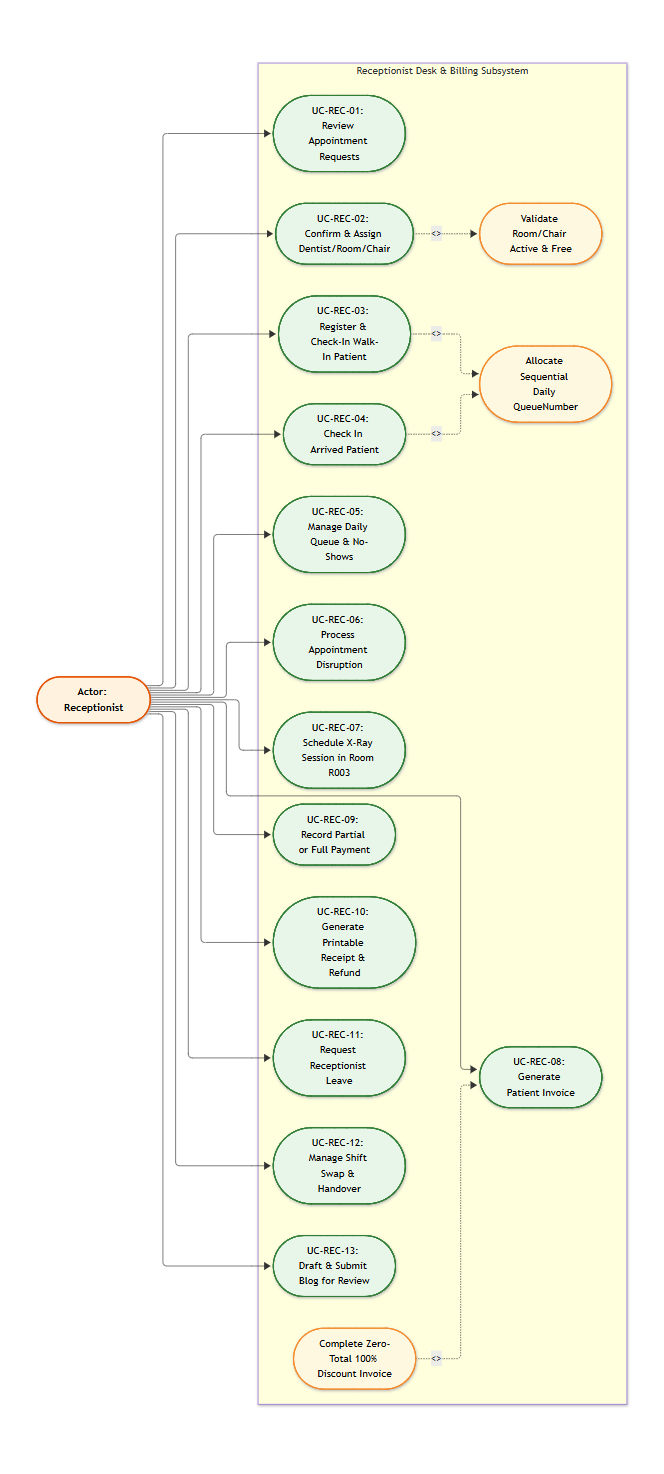 Receptionist Desk & Billing Subsystem
UC-REC-01:
Review
Appointment
Requests
UC-REC-02:
Confirm & Assign
Dentist/Room/Chair
<>
Validate
Room/Chair
Active & Free
UC-REC-03:
Register &
Check-In Walk-
In Patient
<>
Allocate
Sequential
Daily
QueueNumber
UC-REC-04:
Check In
Arrived Patient
<>
UC-REC-05:
Manage Daily
Queue & No-
Shows
UC-REC-06:
Process
Appointment
Disruption
Actor:
Receptionist
UC-REC-07:
Schedule X-Ray
Session in Room
R003
UC-REC-09:
Record Partial
or Full Payment
UC-REC-10:
Generate
Printable
Receipt &
Refund
UC-REC-11:
Request
Receptionist
Leave
UC-REC-08:
Generate
Patient Invoice
UC-REC-12:
Manage Shift
Swap &
Handover
UC-REC-13:
Draft & Submit
Blog for Review
Complete Zero-
Total 100%
Discount Invoice
<>